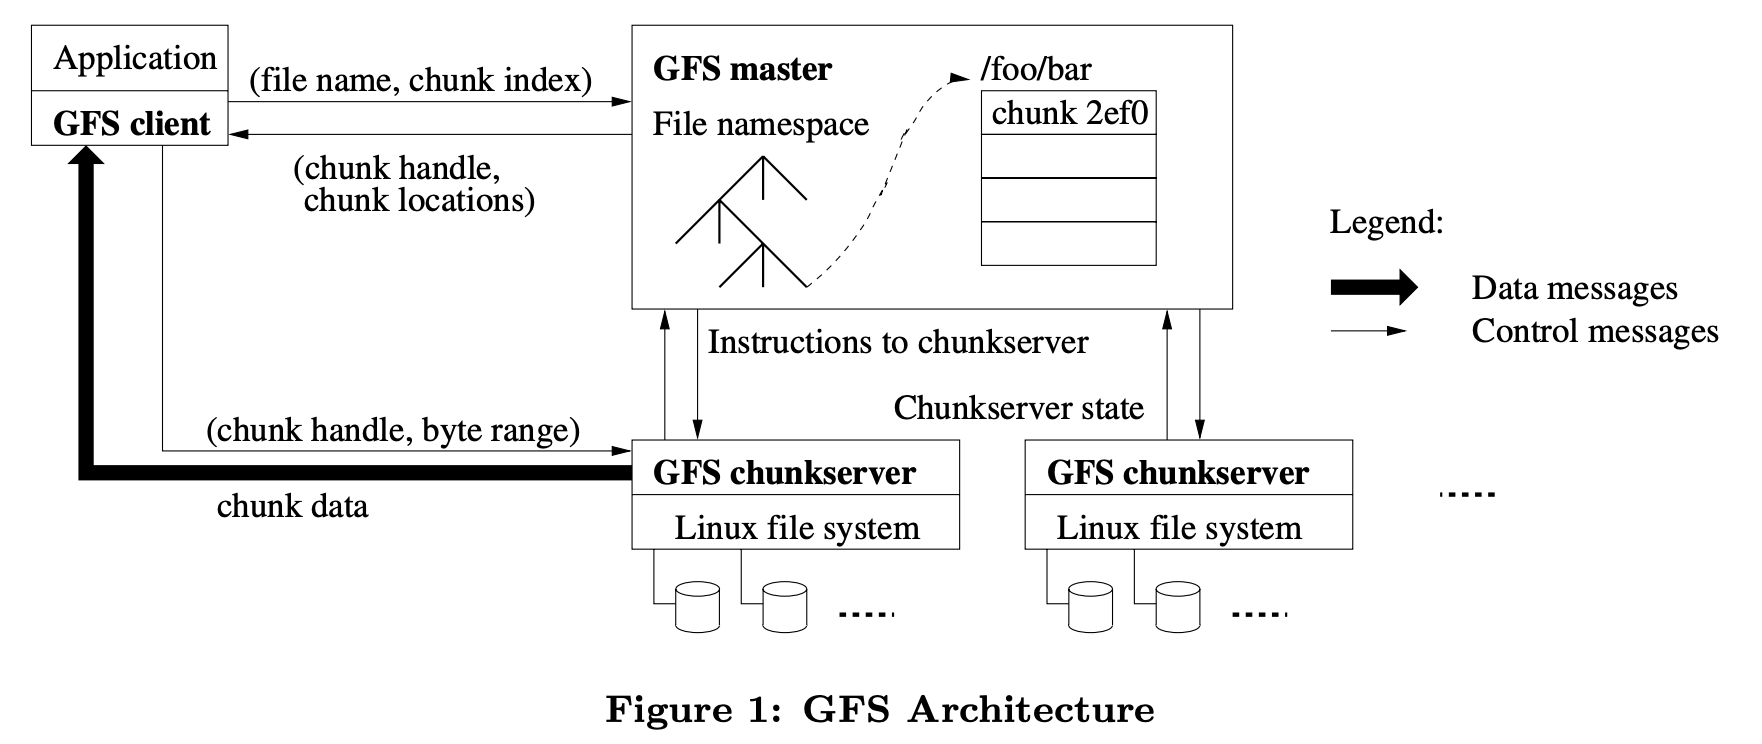 Application
GFS client
(file name, chunk index)
(chunk handle,
chunk locations)
GFS master
File namespace
/foo/bar
chunk 2ef0
Legend:
Data messages
Control messages
Instructions to chunkserver
Chunkserver state
(chunk handle, byte range)
chunk data
GFS chunkserver
Linux file system
GFS chunkserver
Linux file system
Figure 1: GFS Architecture